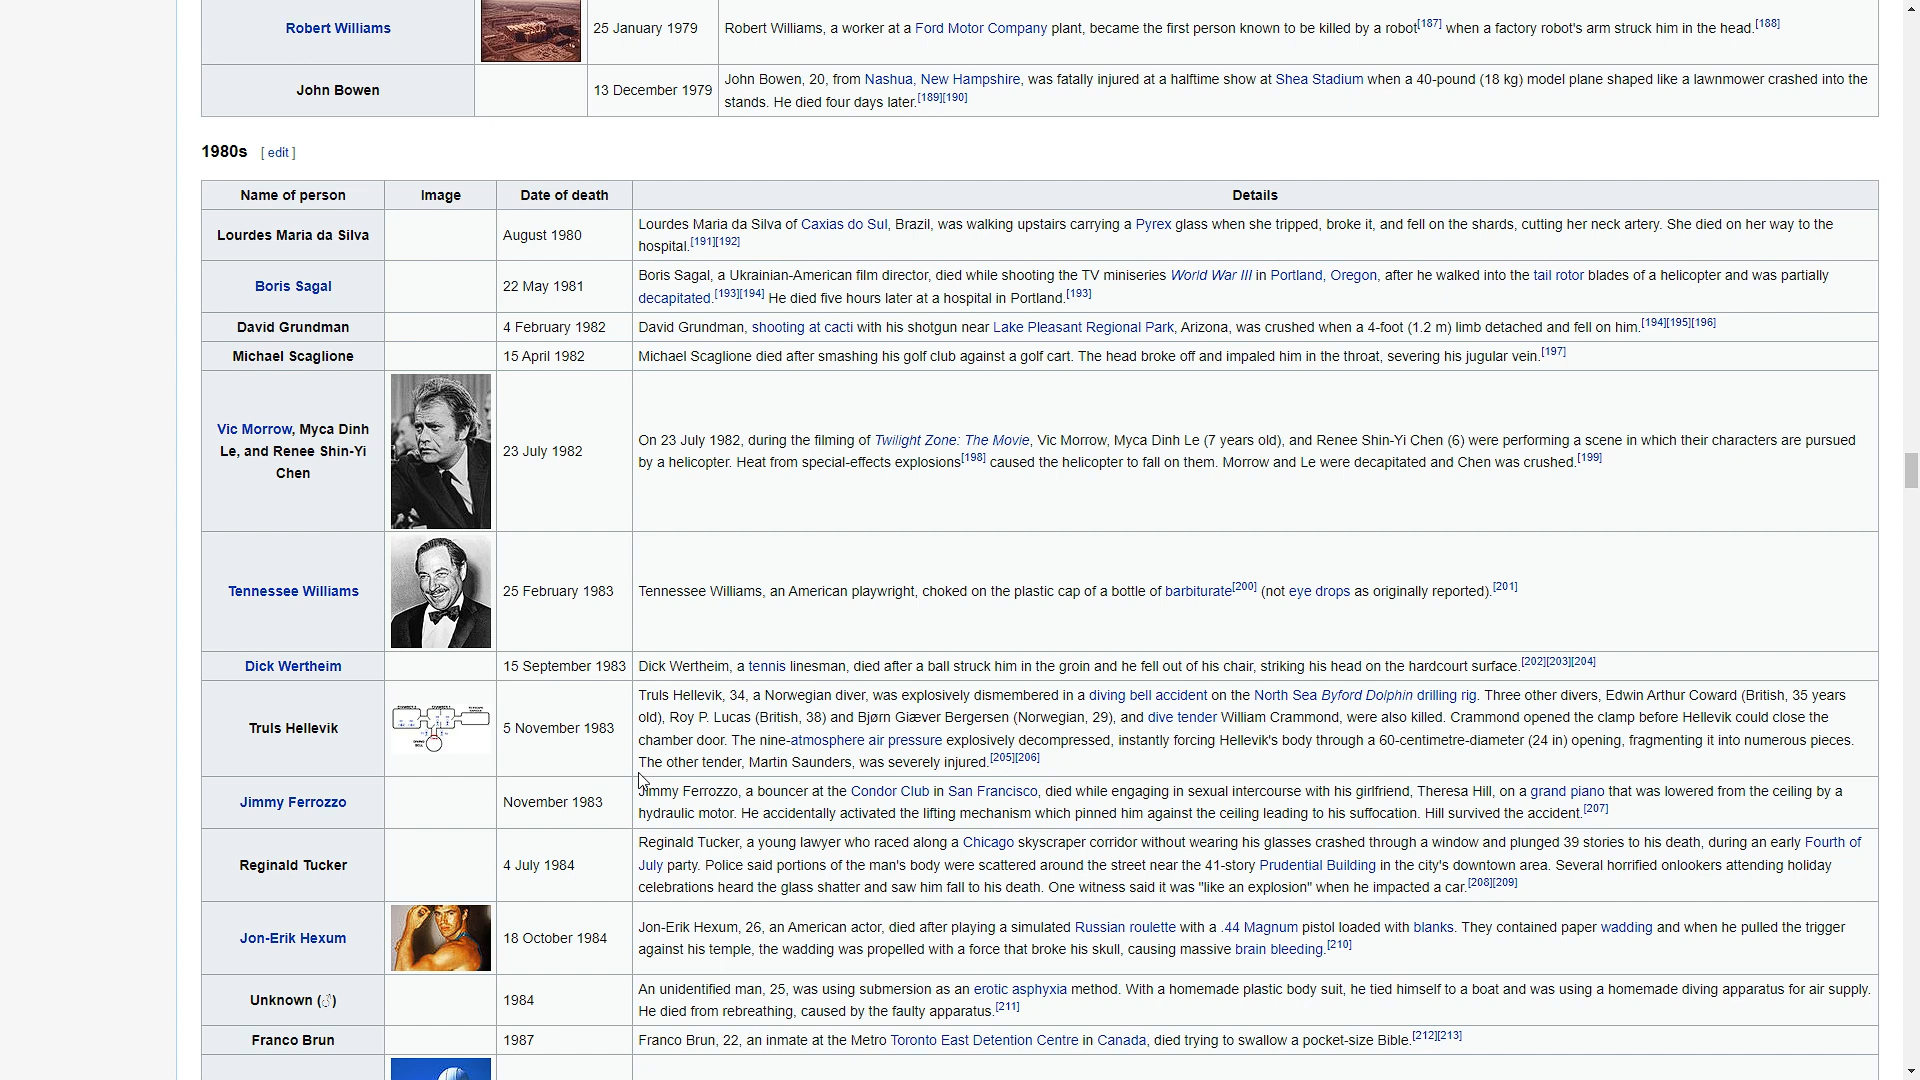 Robert Williams 25 January 1979 Robert Williams, a worker at a Ford Motor Company plant, became the first person known to be killed by a robot[187] when a factory robot's arm struck him in the head.[188]
John Bowen 13 December 1979 John Bowen, 20, from Nashua, New Hampshire, was fatally injured at a halftime show at Shea Stadium when a 40-pound (18 kg) model plane shaped like a lawnmower crashed into the
stands. He died four days later.[189][190]
1980s [ edit ]
Name of person Image Date of death Details
Lourdes Maria da Silva August 1980 Lourdes Maria da Silva of Caxias do Sul, Brazil, was walking upstairs carrying a Pyrex glass when she tripped, broke it, and fell on the shards, cutting her neck artery. She died on her way to the
hospital.[191][192]
Boris Sagal 22 May 1981 Boris Sagal, a Ukrainian-American film director, died while shooting the TV miniseries World War III in Portland, Oregon, after he walked into the tail rotor blades of a helicopter and was partially
decapitated.[193][194] He died five hours later at a hospital in Portland.[193]
David Grundman 4 February 1982 David Grundman, shooting at cacti with his shotgun near Lake Pleasant Regional Park, Arizona, was crushed when a 4-foot (1.2 m) limb detached and fell on him.[194][195][196]
Michael Scaglione 15 April 1982 Michael Scaglione died after smashing his golf club against a golf cart. The head broke off and impaled him in the throat, severing his jugular vein.[197]
Vic Morrow, Myca Dinh
Le, and Renee Shin-Yi
Chen
23 July 1982 On 23 July 1982, during the filming of Twilight Zone: The Movie, Vic Morrow, Myca Dinh Le (7 years old), and Renee Shin-Yi Chen (6) were performing a scene in which their characters are pursued
by a helicopter. Heat from special-effects explosions[198] caused the helicopter to fall on them. Morrow and Le were decapitated and Chen was crushed.[199]
Tennessee Williams 25 February 1983 Tennessee Williams, an American playwright, choked on the plastic cap of a bottle of barbiturate[200] (not eye drops as originally reported).[201]
Dick Wertheim 15 September 1983 Dick Wertheim, a tennis linesman, died after a ball struck him in the groin and he fell out of his chair, striking his head on the hardcourt surface.[202][203][204]
Truls Hellevik 5 November 1983 Truls Hellevik, 34, a Norwegian diver, was explosively dismembered in a diving bell accident on the North Sea Byford Dolphin drilling rig. Three other divers, Edwin Arthur Coward (British, 35 years
old), Roy P. Lucas (British, 38) and Bjørn Giæver Bergersen (Norwegian, 29), and dive tender William Crammond, were also killed. Crammond opened the clamp before Hellevik could close the
chamber door. The nine-atmosphere air pressure explosively decompressed, instantly forcing Hellevik's body through a 60-centimetre-diameter (24 in) opening, fragmenting it into numerous pieces.
The other tender, Martin Saunders, was severely injured.[205][206]
Jimmy Ferrozzo November 1983 Jimmy Ferrozzo, a bouncer at the Condor Club in San Francisco, died while engaging in sexual intercourse with his girlfriend, Theresa Hill, on a grand piano that was lowered from the ceiling by a
hydraulic motor. He accidentally activated the lifting mechanism which pinned him against the ceiling leading to his suffocation. Hill survived the accident.[207]
Reginald Tucker 4 July 1984 Reginald Tucker, a young lawyer who raced along a Chicago skyscraper corridor without wearing his glasses crashed through a window and plunged 39 stories to his death, during an early Fourth of
July party. Police said portions of the man's body were scattered around the street near the 41-story Prudential Building in the city's downtown area. Several horrified onlookers attending holiday
celebrations heard the glass shatter and saw him fall to his death. One witness said it was "like an explosion" when he impacted a car.[208][209]
Jon-Erik Hexum 18 October 1984 Jon-Erik Hexum, 26, an American actor, died after playing a simulated Russian roulette with a .44 Magnum pistol loaded with blanks. They contained paper wadding and when he pulled the trigger
against his temple, the wadding was propelled with a force that broke his skull, causing massive brain bleeding.[210]
Unknown (♂) 1984 An unidentified man, 25, was using submersion as an erotic asphyxia method. With a homemade plastic body suit, he tied himself to a boat and was using a homemade diving apparatus for air supply.
He died from rebreathing, caused by the faulty apparatus.[211]
Franco Brun 1987 Franco Brun, 22, an inmate at the Metro Toronto East Detention Centre in Canada, died trying to swallow a pocket-size Bible.[212][213]